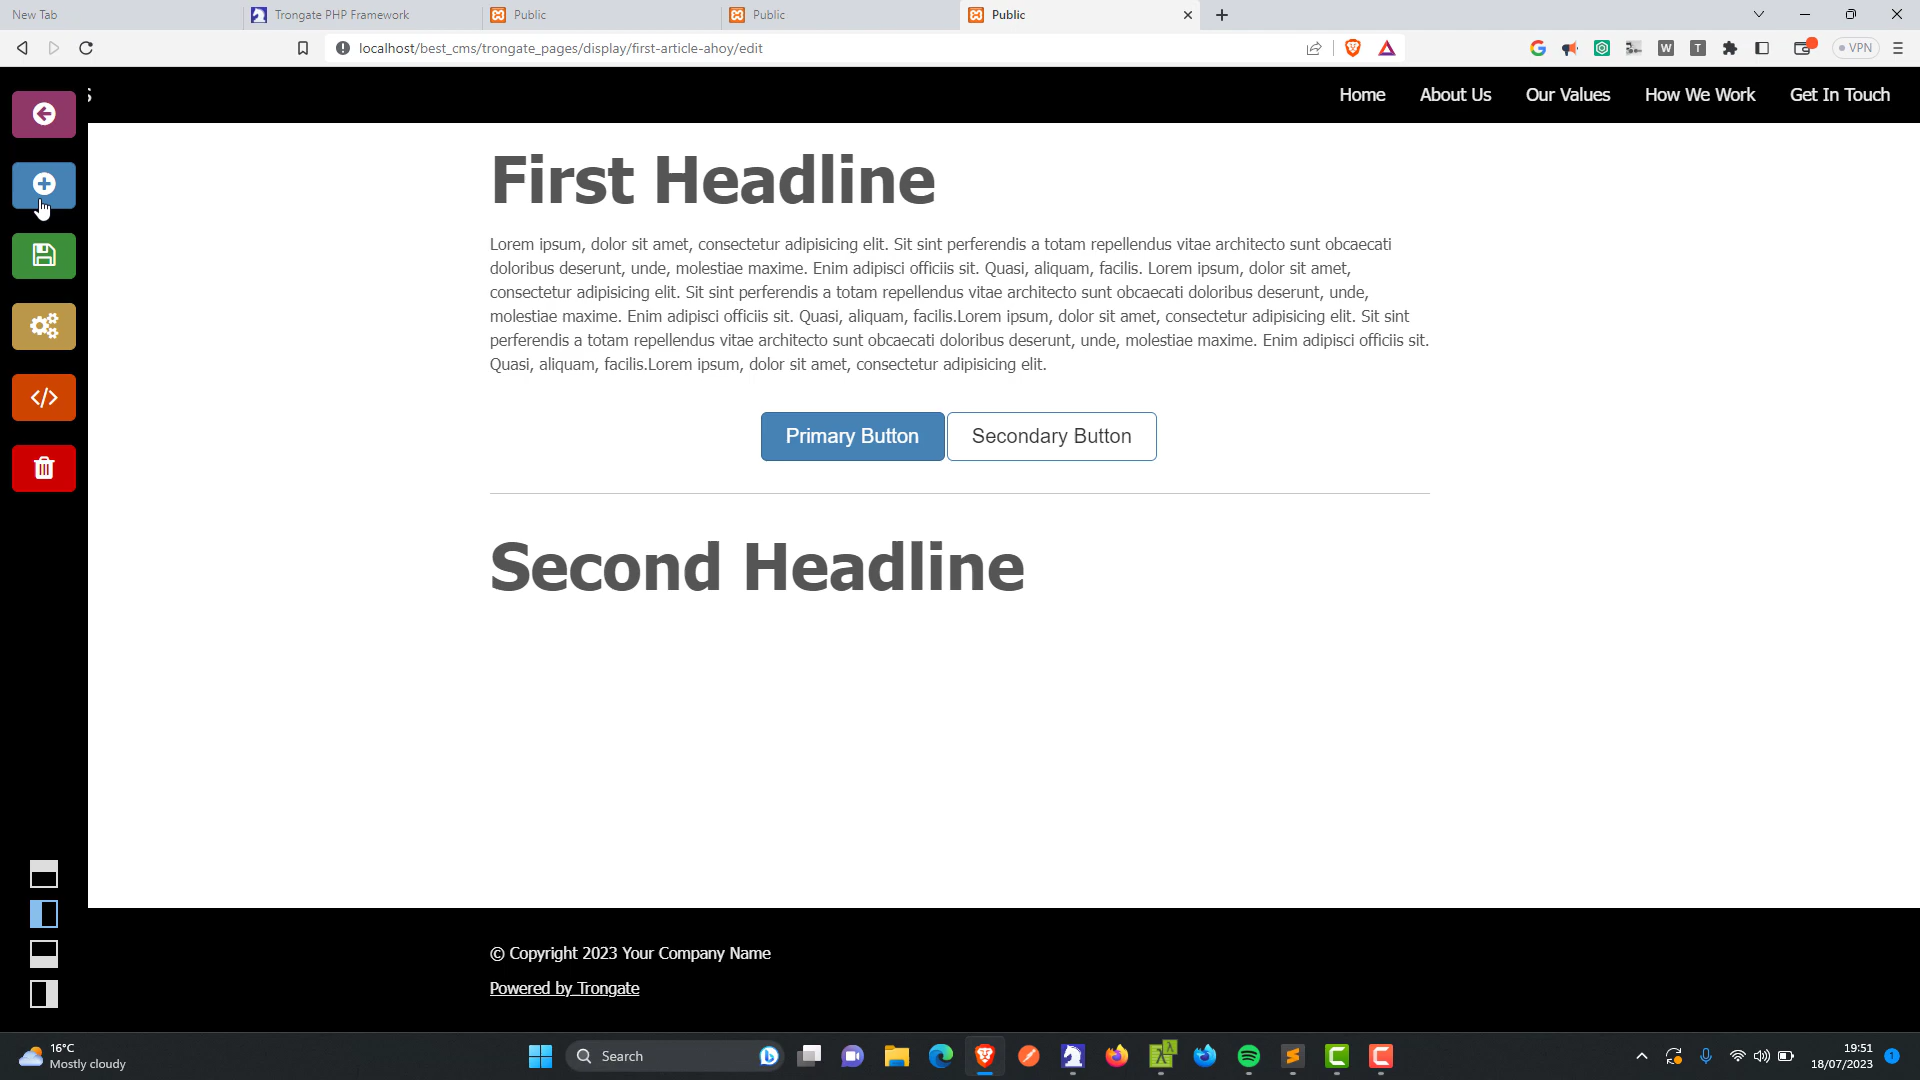 New Tab
Trongate PHP Framework
Public
Public
Public
localhost/best_cms/trongate_pages/display/first-article-ahoy/edit
VPN
Home
About Us
Our Values
How We Work
Get In Touch
First Headline
Lorem ipsum, dolor sit amet, consectetur adipisicing elit. Sit sint perferendis a totam repellendus vitae architecto sunt obcaecati
doloribus deserunt, unde, molestiae maxime. Enim adipisci officiis sit. Quasi, aliquam, facilis. Lorem ipsum, dolor sit amet,
consectetur adipisicing elit. Sit sint perferendis a totam repellendus vitae architecto sunt obcaecati doloribus deserunt, unde,
molestiae maxime. Enim adipisci officiis sit. Quasi, aliquam, facilis.Lorem ipsum, dolor sit amet, consectetur adipisicing elit. Sit sint
perferendis a totam repellendus vitae architecto sunt obcaecati doloribus deserunt, unde, molestiae maxime. Enim adipisci officiis sit.
Quasi, aliquam, facilis.Lorem ipsum, dolor sit amet, consectetur adipisicing elit.
Primary Button
Secondary Button
Second Headline
© Copyright 2023 Your Company Name
Powered by Trongate
16°C
Mostly cloudy
Search
19:51
18/07/2023